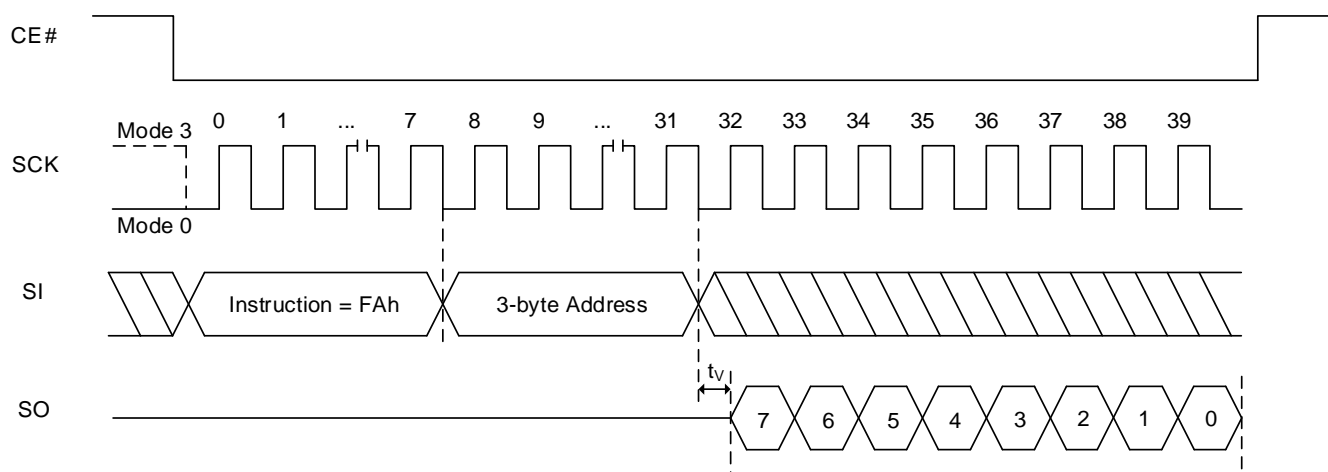 CE#
Mode 3
0 1 ... 7 8 9 ... 31 32 33 34 35 36 37 38 39
SCK
Mode 0
SI
Instruction = FAh
3-byte Address
tV
SO
7 6 5 4 3 2 1 0